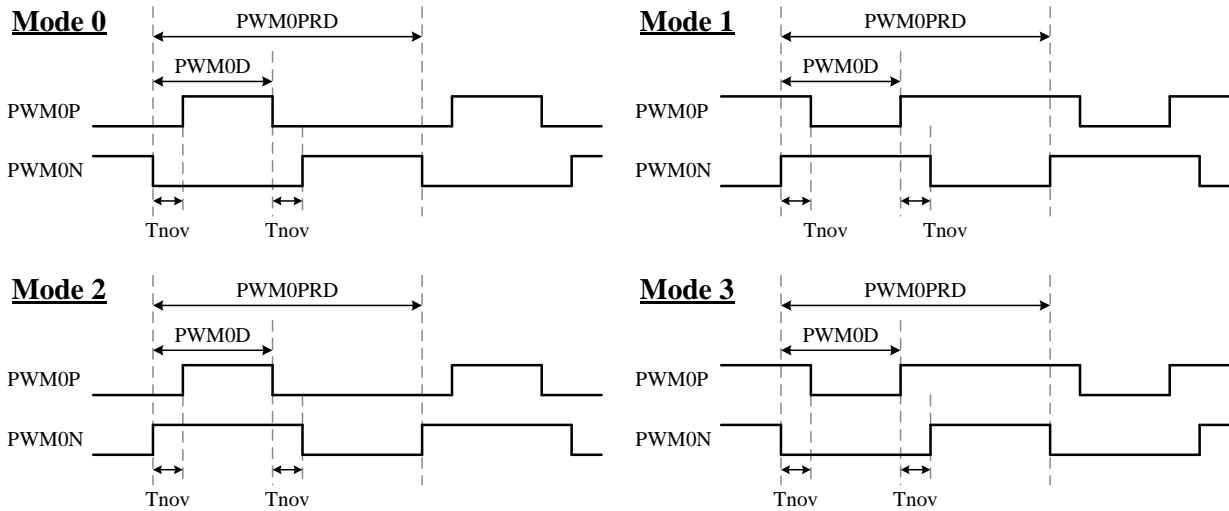 Mode 0
PWM0PRD
PWM0D
PWM0P
PWM0N
Tnov
Tnov
Mode 1
PWM0PRD
PWM0D
PWM0P
PWM0N
Tnov
Tnov
Mode 2
PWM0PRD
PWM0D
PWM0P
PWM0N
Tnov
Tnov
Mode 3
PWM0PRD
PWM0D
PWM0P
PWM0N
Tnov
Tnov